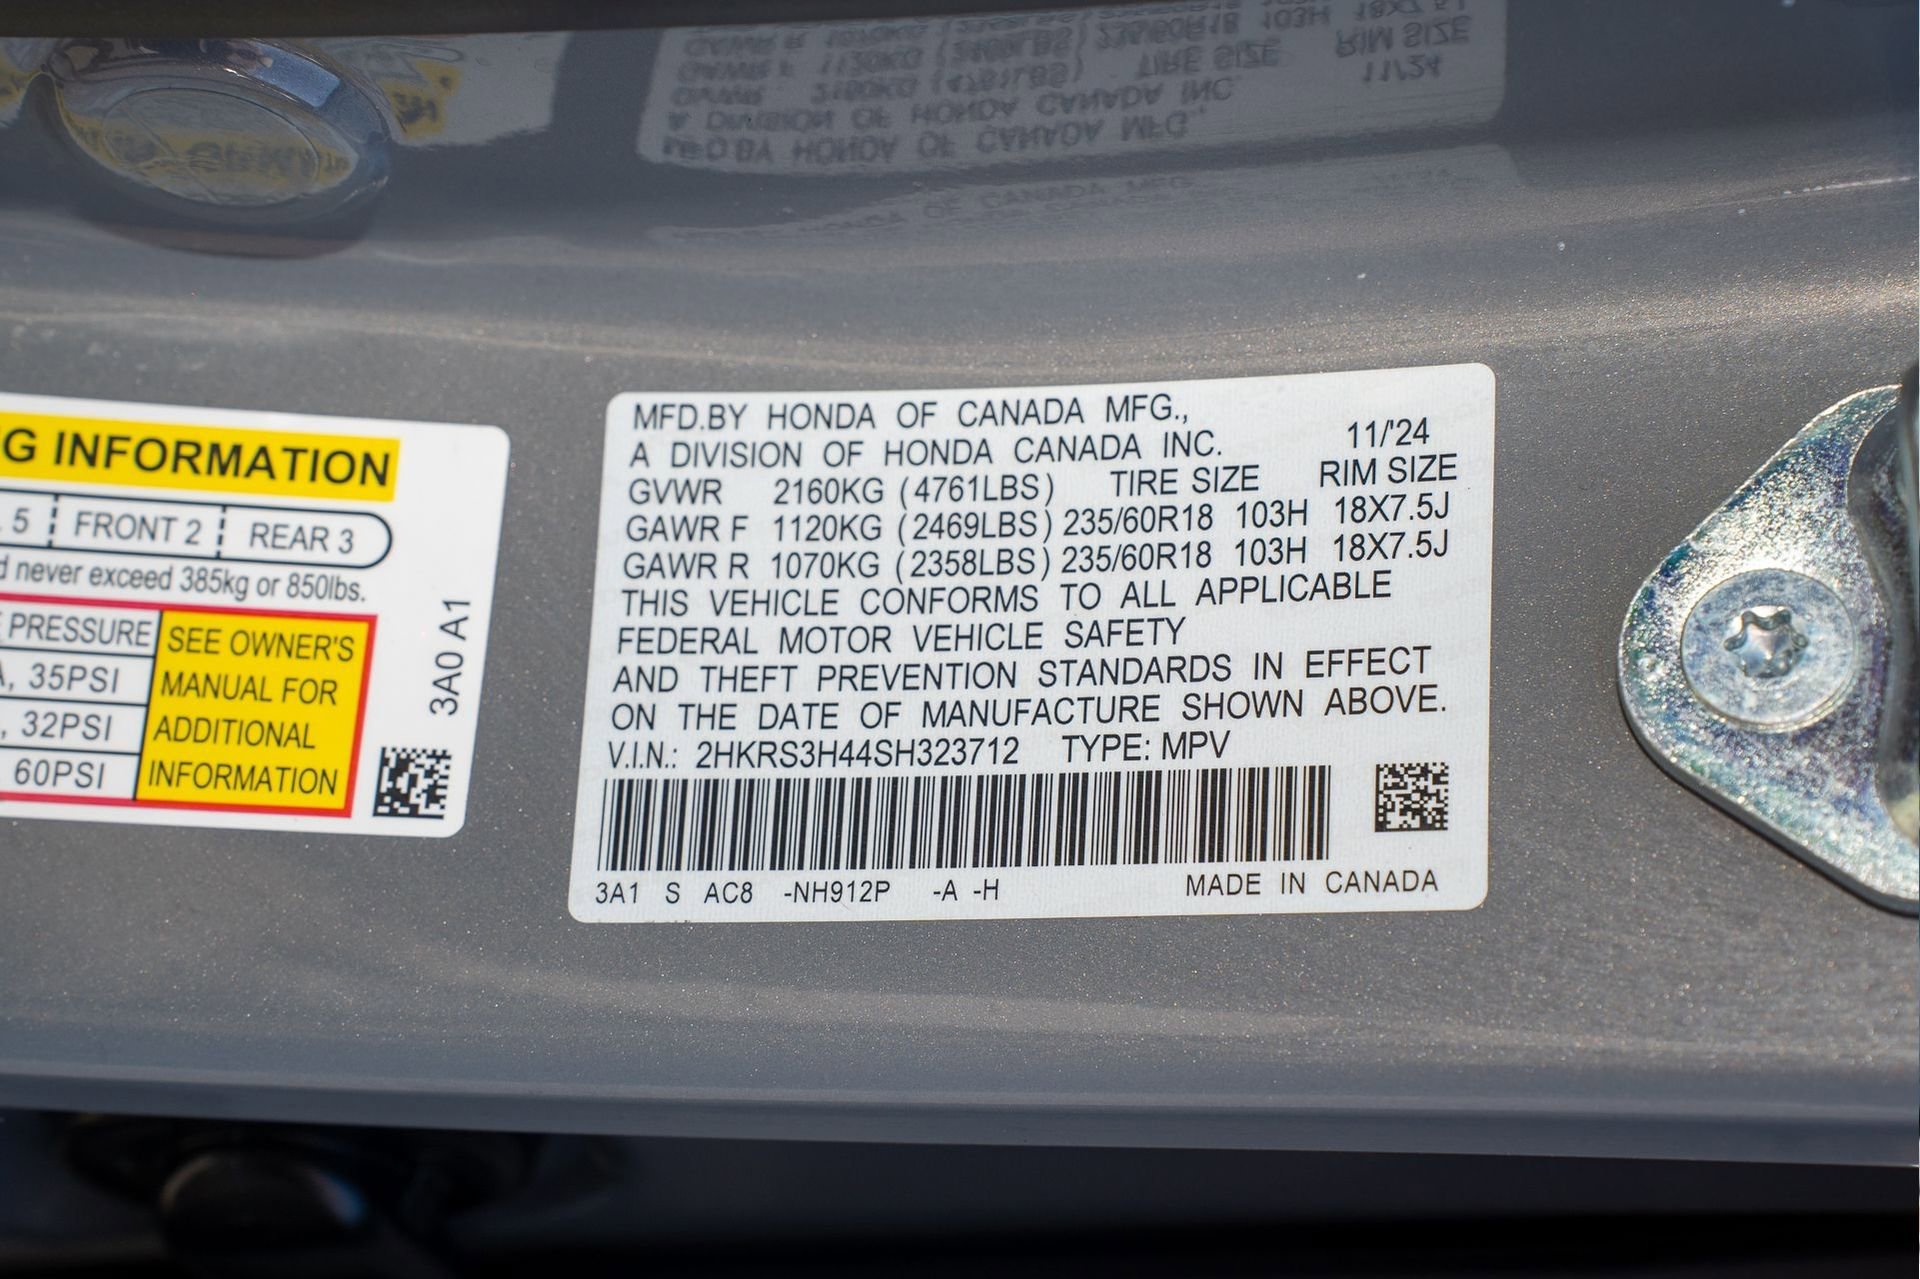 G INFORMATION
5 FRONT 2 REAR 3
never exceed 385kg or 850lbs.
PRESSURE
35PSI
32PSI
60PSI
SEE OWNER'S
MANUAL FOR
ADDITIONAL
INFORMATION
3A0 A1
MFD.BY HONDA OF CANADA MFG.,
A DIVISION OF HONDA CANADA INC. 11/'24
GVWR 2160KG (4761LBS) TIRE SIZE RIM SIZE
GAWR F 1120KG (2469LBS) 235/60R18 103H 18X7.5J
GAWR R 1070KG (2358LBS) 235/60R18 103H 18X7.5J
THIS VEHICLE CONFORMS TO ALL APPLICABLE
FEDERAL MOTOR VEHICLE SAFETY
AND THEFT PREVENTION STANDARDS IN EFFECT
ON THE DATE OF MANUFACTURE SHOWN ABOVE.
V.I.N.: 2HKRS3H44SH323712 TYPE: MPV
3A1 S AC8 -NH912P -A -H MADE IN CANADA